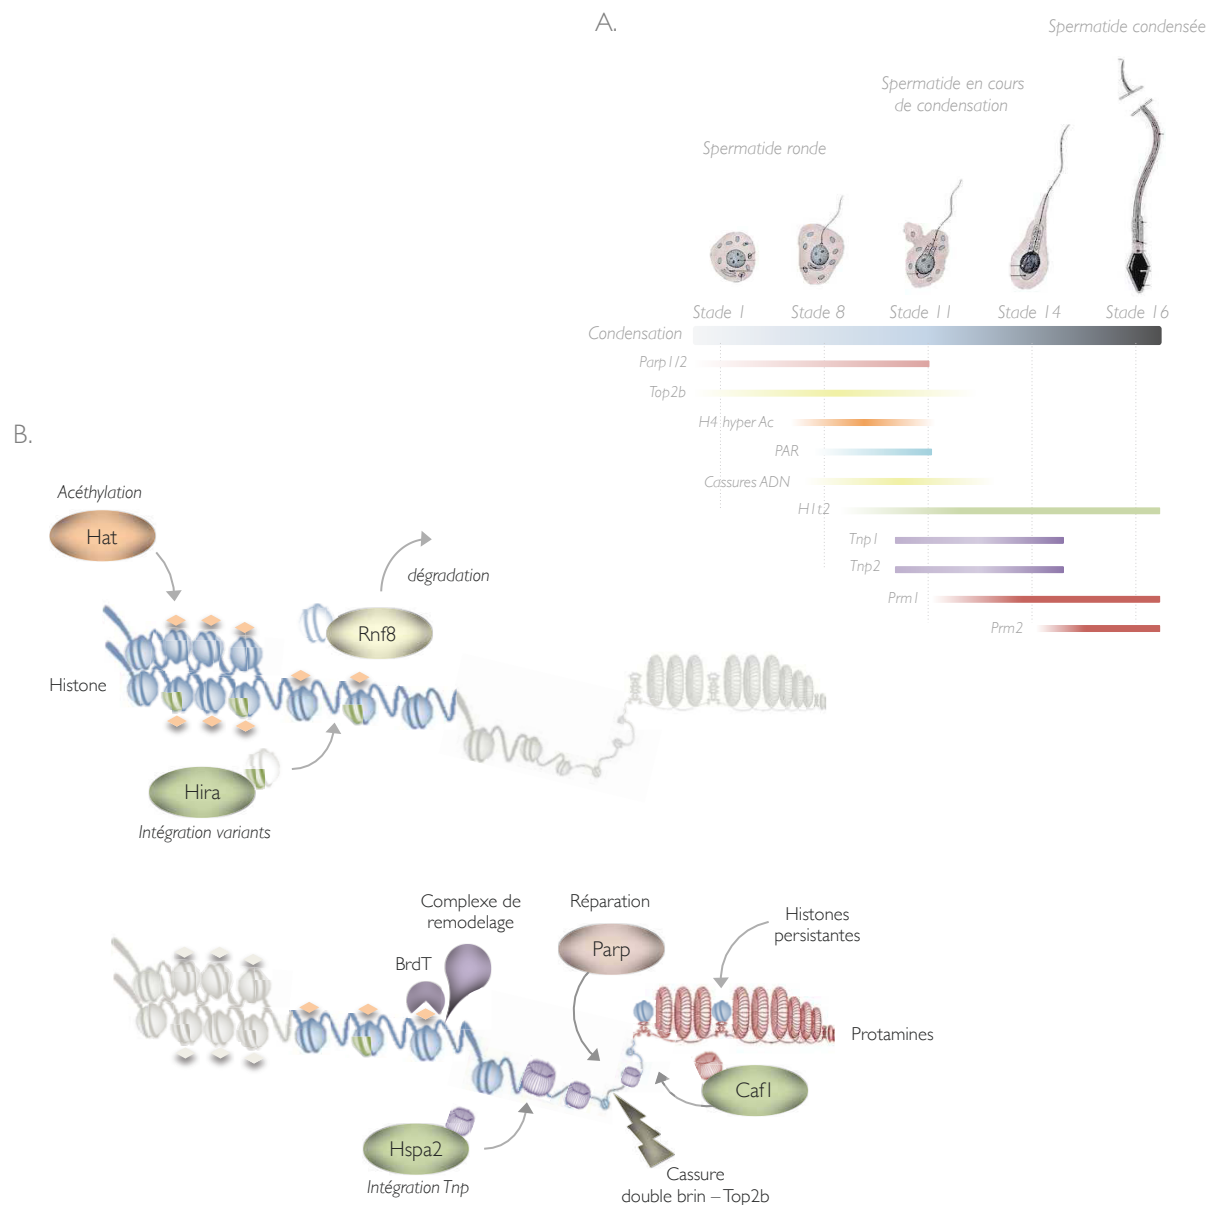 A.
Spermatide condensée
Spermatide en cours
de condensation
Spermatide ronde
Stade 1
Stade 8
Stade 11
Stade 14
Stade 16
Condensation
Parp1/2
Top2b
H4 hyper Ac
PAR
Cassures ADN
H1t2
Tnp1
Tnp2
Prm1
Prm2
B.
Acéthylation
Hat
dégradation
Rnf8
Histone
Hira
Intégration variants
Complexe de
remodelage
Réparation
Histones
persistantes
BrdT
Parp
Protamines
Caf1
Hspa2
Intégration Tnp
Cassure
double brin – Top2b